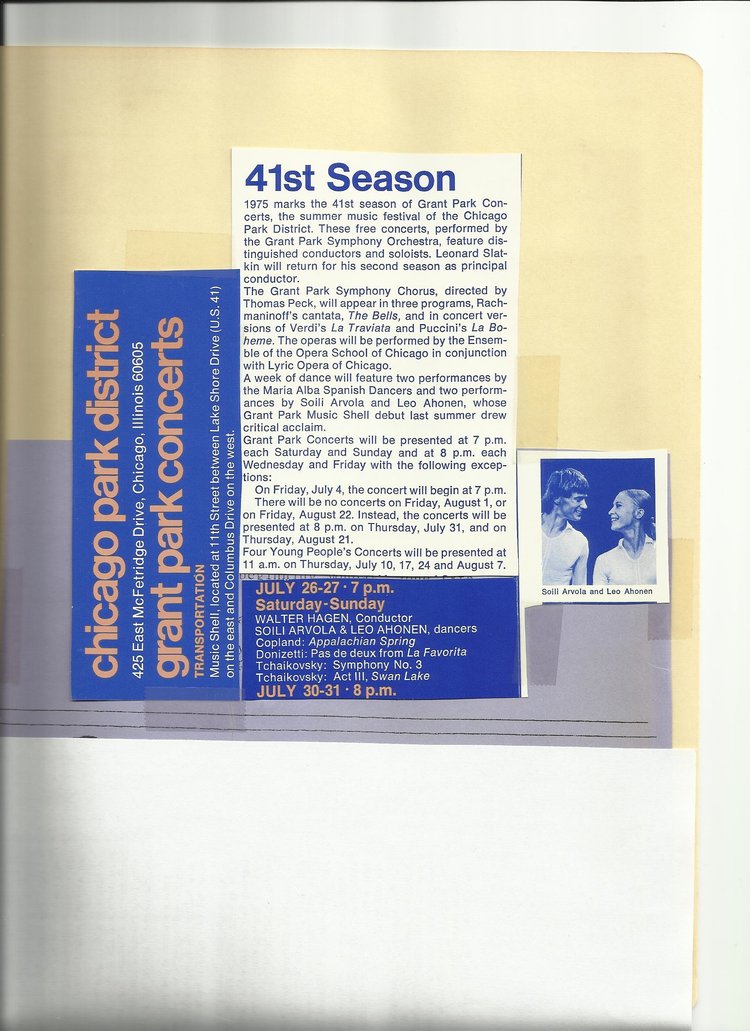 41st Season
1975 marks the 41st season of Grant Park Con-
certs, the summer music festival of the Chicago
Park District. These free concerts, performed by
the Grant Park Symphony Orchestra, feature dis-
tinguished conductors and soloists. Leonard Slat-
kin will return for his second season as principal
conductor.
The Grant Park Symphony Chorus, directed by
Thomas Peck, will appear in three programs, Rach-
maninoff's cantata, The Bells, and in concert ver-
sions of Verdi's La Traviata and Puccini's La Bo-
heme. The operas will be performed by the Ensem-
ble of the Opera School of Chicago in conjunction
with Lyric Opera of Chicago.
A week of dance will feature two performances by
the Maria Alba Spanish Dancers and two perform-
ances by Soili Arvola and Leo Ahonen, whose
Grant Park Music Shell debut last summer drew
critical acclaim.
Grant Park Concerts will be presented at 7 p.m.
each Saturday and Sunday and at 8 p.m. each
Wednesday and Friday with the following excep-
tions:
On Friday, July 4, the concert will begin at 7 p.m.
There will be no concerts on Friday, August 1, or
on Friday, August 22. Instead, the concerts will be
presented at 8 p.m. on Thursday, July 31, and on
Thursday, August 21.
Four Young People's Concerts will be presented at
11 a.m. on Thursday, July 10, 17, 24 and August 7.
chicago park district
425 East McFetridge Drive, Chicago, Illinois 60605
grant park concerts
TRANSPORTATION
Music Shell, located at 11th Street between Lake Shore Drive (U.S. 41)
on the east and Columbus Drive on the west.
JULY 26-27 · 7 p.m.
Saturday-Sunday
WALTER HAGEN, Conductor
SOILI ARVOLA & LEO AHONEN, dancers
Copland: Appalachian Spring
Donizetti: Pas de deux from La Favorita
Tchaikovsky: Symphony No. 3
Tchaikovsky: Act III, Swan Lake
JULY 30-31 · 8 p.m.
Soili Arvola and Leo Ahonen